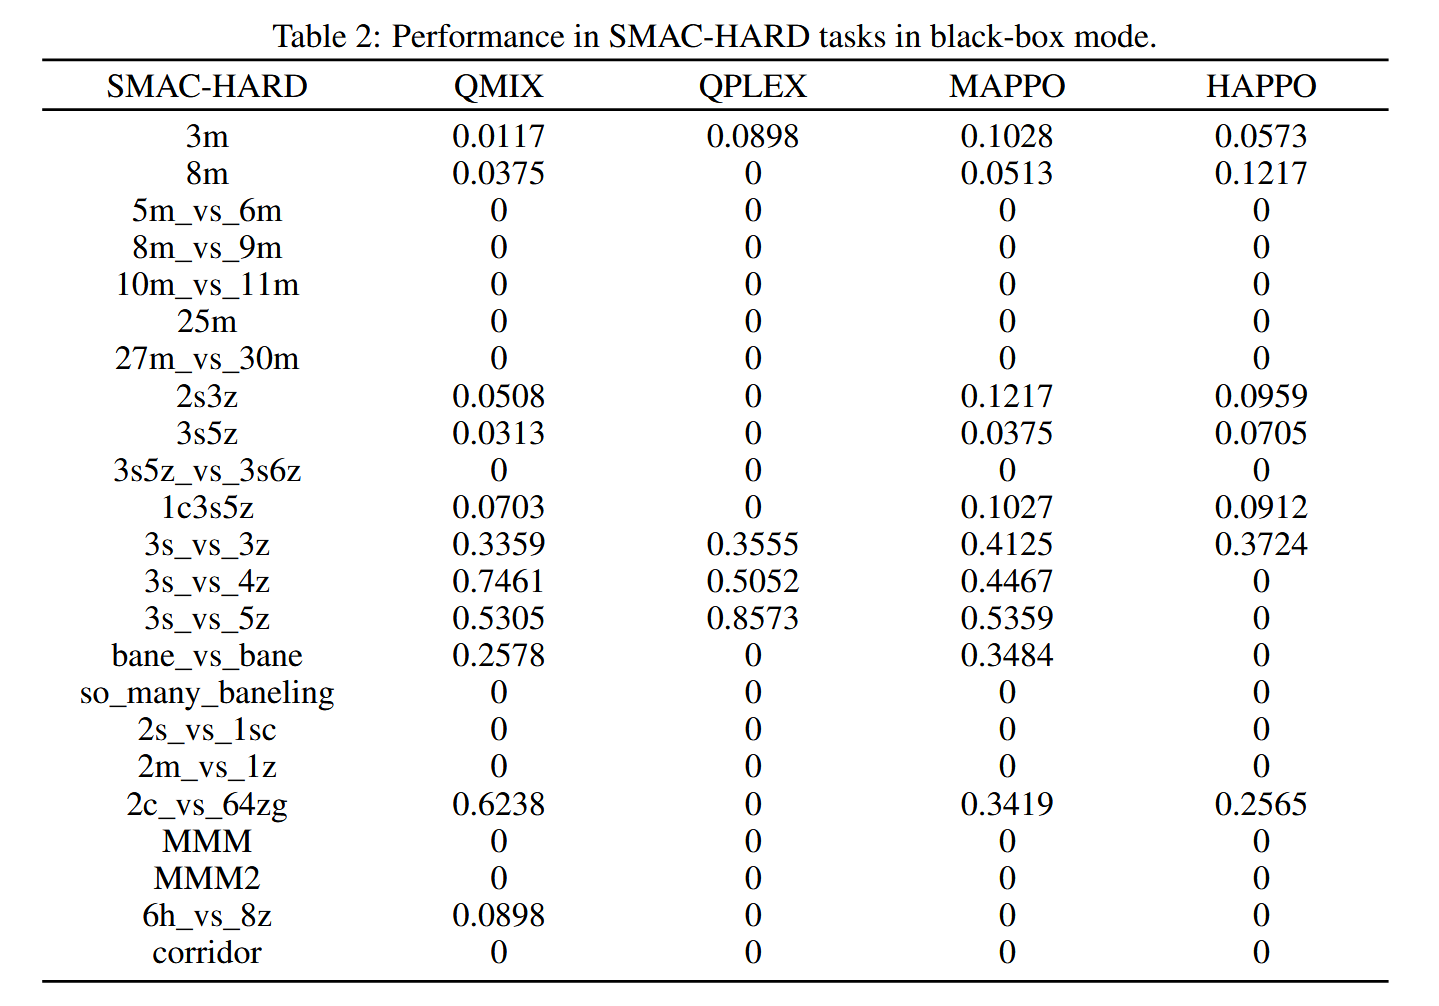 Table 2: Performance in SMAC-HARD tasks in black-box mode.
SMAC-HARD QMIX QPLEX MAPPO HAPPO
3m 0.0117 0.0898 0.1028 0.0573
8m 0.0375 0 0.0513 0.1217
5m_vs_6m 0 0 0 0
8m_vs_9m 0 0 0 0
10m_vs_11m 0 0 0 0
25m 0 0 0 0
27m_vs_30m 0 0 0 0
2s3z 0.0508 0 0.1217 0.0959
3s5z 0.0313 0 0.0375 0.0705
3s5z_vs_3s6z 0 0 0 0
1c3s5z 0.0703 0 0.1027 0.0912
3s_vs_3z 0.3359 0.3555 0.4125 0.3724
3s_vs_4z 0.7461 0.5052 0.4467 0
3s_vs_5z 0.5305 0.8573 0.5359 0
bane_vs_bane 0.2578 0 0.3484 0
so_many_baneling 0 0 0 0
2s_vs_1sc 0 0 0 0
2m_vs_1z 0 0 0 0
2c_vs_64zg 0.6238 0 0.3419 0.2565
MMM 0 0 0 0
MMM2 0 0 0 0
6h_vs_8z 0.0898 0 0 0
corridor 0 0 0 0